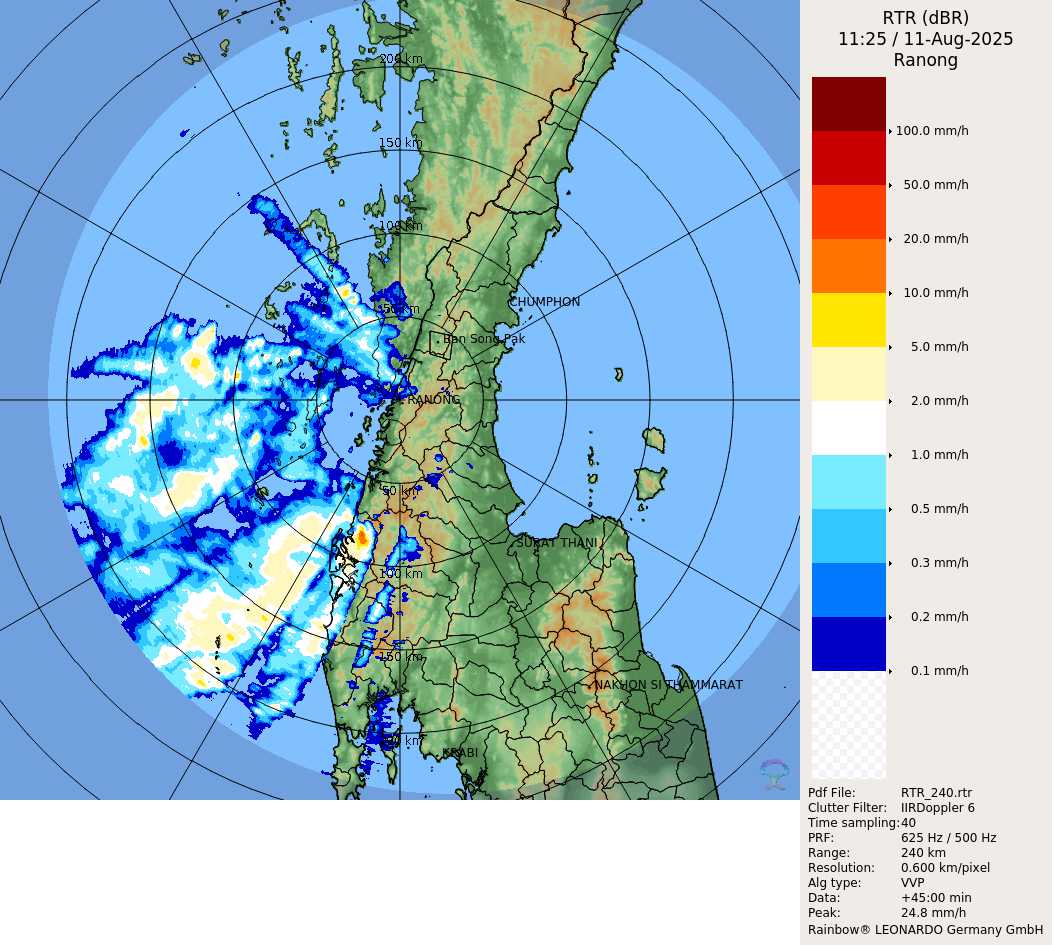 RTR (dBR)
11:25 / 11-Aug-2025
Ranong
200 km
150 km
100 km
50 km
CHUMPHON
Ban Song Pak
RANONG
50 km
SURAT THANI
100 km
150 km
NAKHON SI THAMMARAT
km
KRABI
100.0 mm/h
50.0 mm/h
20.0 mm/h
10.0 mm/h
5.0 mm/h
2.0 mm/h
1.0 mm/h
0.5 mm/h
0.3 mm/h
0.2 mm/h
0.1 mm/h
Pdf File: RTR_240.rtr
Clutter Filter: IIRDoppler 6
Time sampling: 40
PRF: 625 Hz / 500 Hz
Range: 240 km
Resolution: 0.600 km/pixel
Alg type: VVP
Data: +45:00 min
Peak: 24.8 mm/h
Rainbow® LEONARDO Germany GmbH